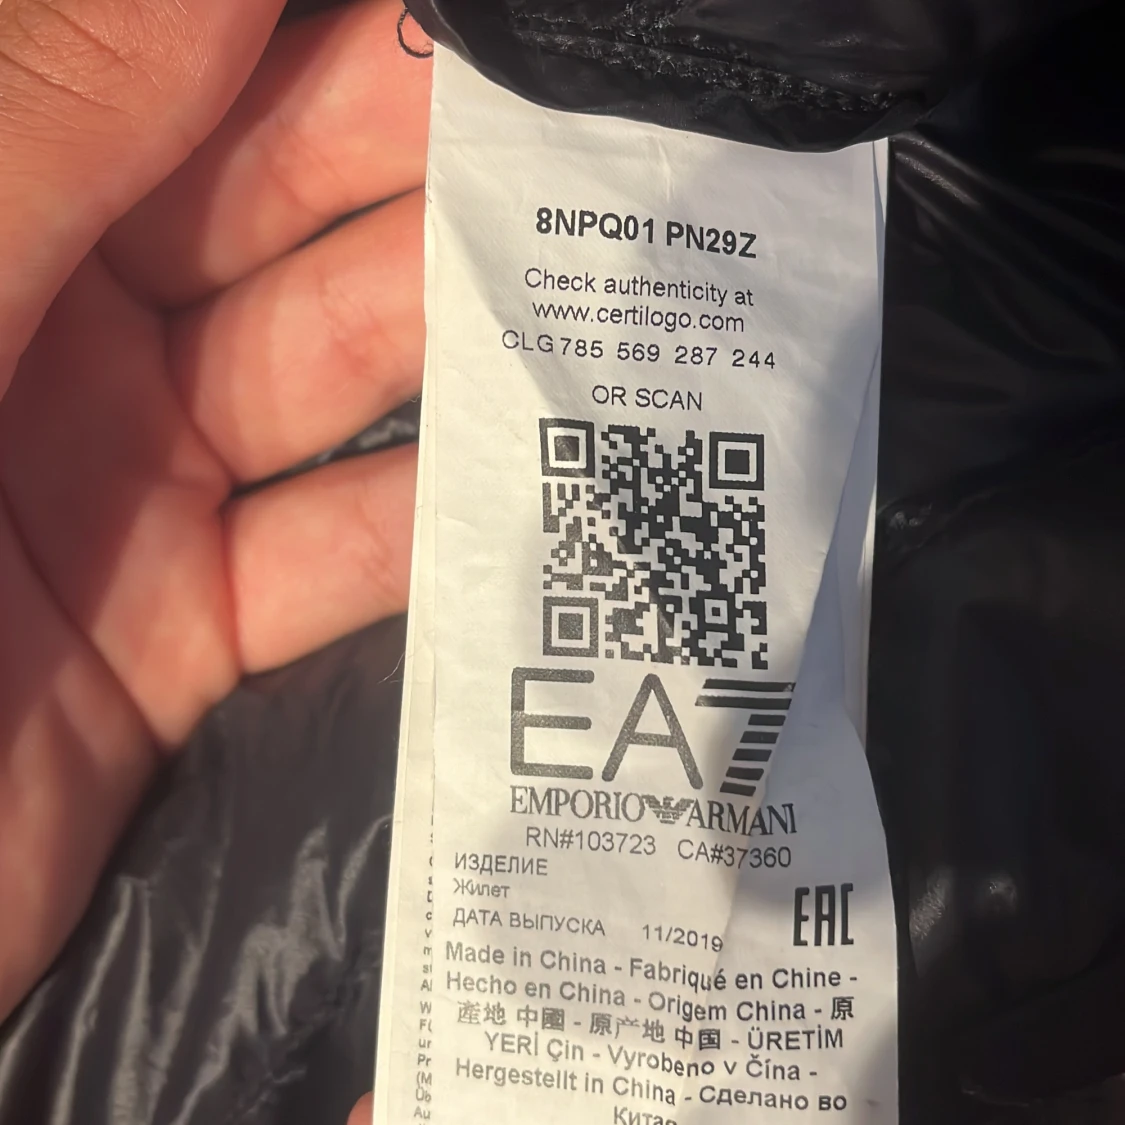 8NPQ01 PN29Z
Check authenticity at
www.certilogo.com
CLG 785 569 287 244
OR SCAN
EA7
EMPORIO ARMANI
RN#103723 CA#37360
ИЗДЕЛИЕ
Жилет
ДАТА ВЫПУСКА 11/2019
EAC
Made in China - Fabriqué en Chine -
Hecho en China - Origem China - 原
產地 中國 - 原产地 中国 - ÜRETİM
YERİ Çin - Vyrobeno v Čína -
Hergestellt in China - Сделано во